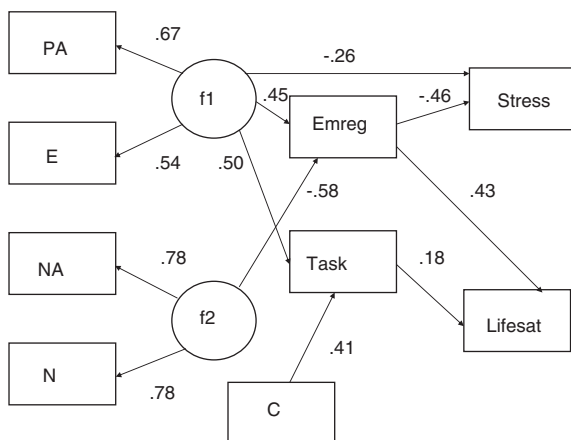 PA
.67
f1
-.26
Stress
.45
Emreg
-.46
E
.54
.50
-.58
.43
NA
.78
Task
.18
f2
Lifesat
N
.78
.41
C